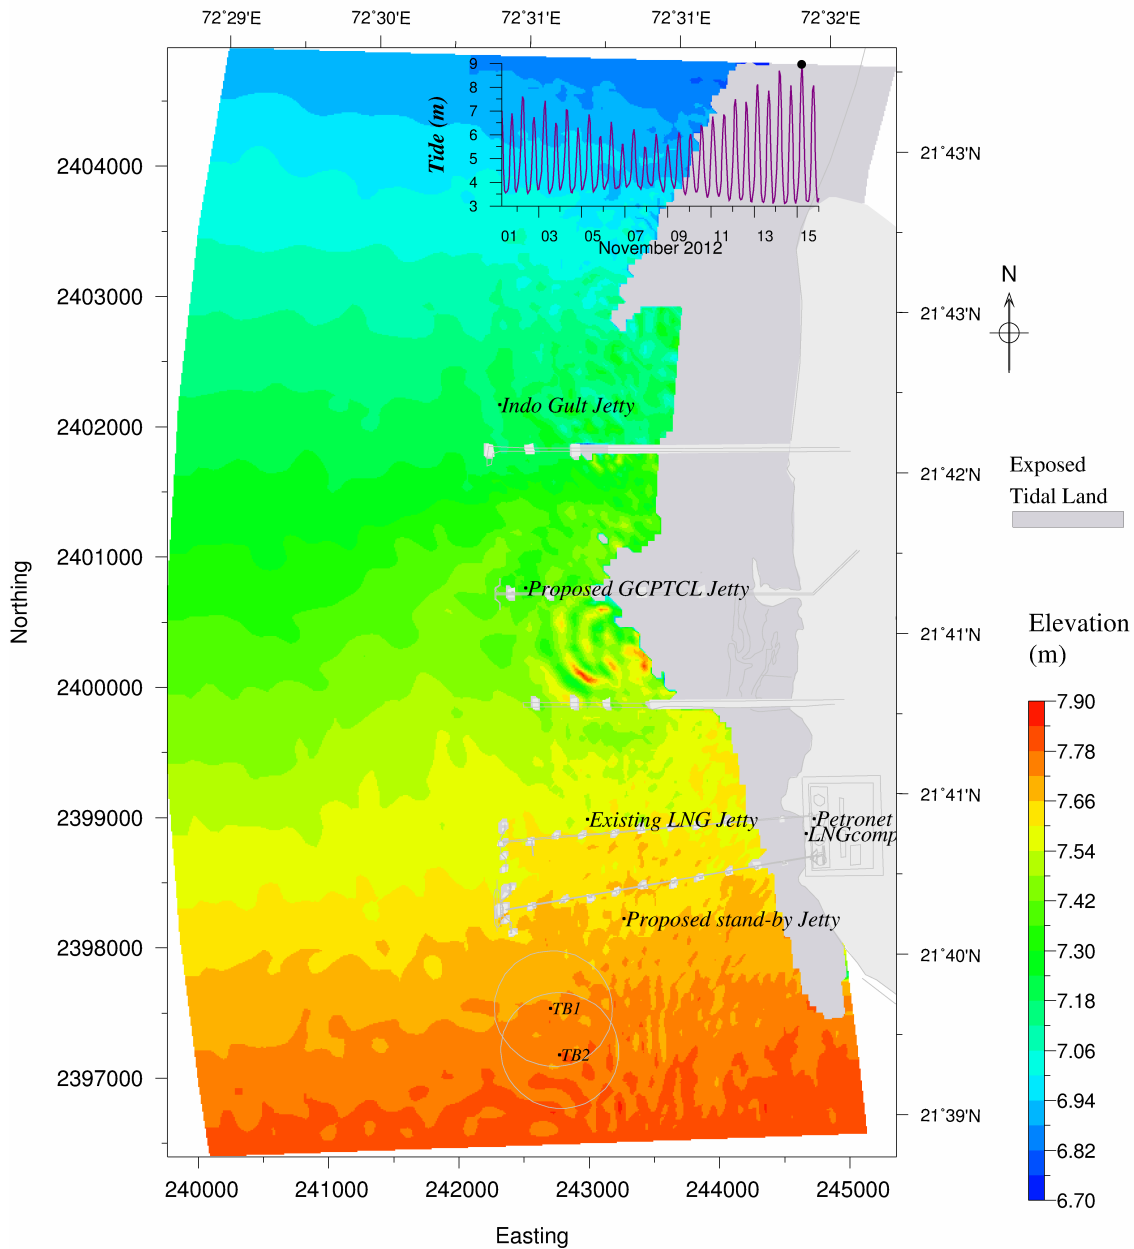 72°29'E 72°30'E 72°31'E 72°31'E 72°32'E
9
8
7
6
5
4
3
Tide (m)
01 03 05 07 09 11 13 15
November 2012
2404000
2403000
2402000
2401000
2400000
2399000
2398000
2397000
Northing
21°43'N
21°43'N
21°42'N
21°41'N
21°41'N
21°40'N
21°39'N
Indo Gult Jetty
Proposed GCPTCL Jetty
Existing LNG Jetty
Petronet
LNGcomp
Proposed stand-by Jetty
TB1
TB2
240000 241000 242000 243000 244000 245000
Easting
N
Exposed
Tidal Land
Elevation
(m)
7.90
7.78
7.66
7.54
7.42
7.30
7.18
7.06
6.94
6.82
6.70